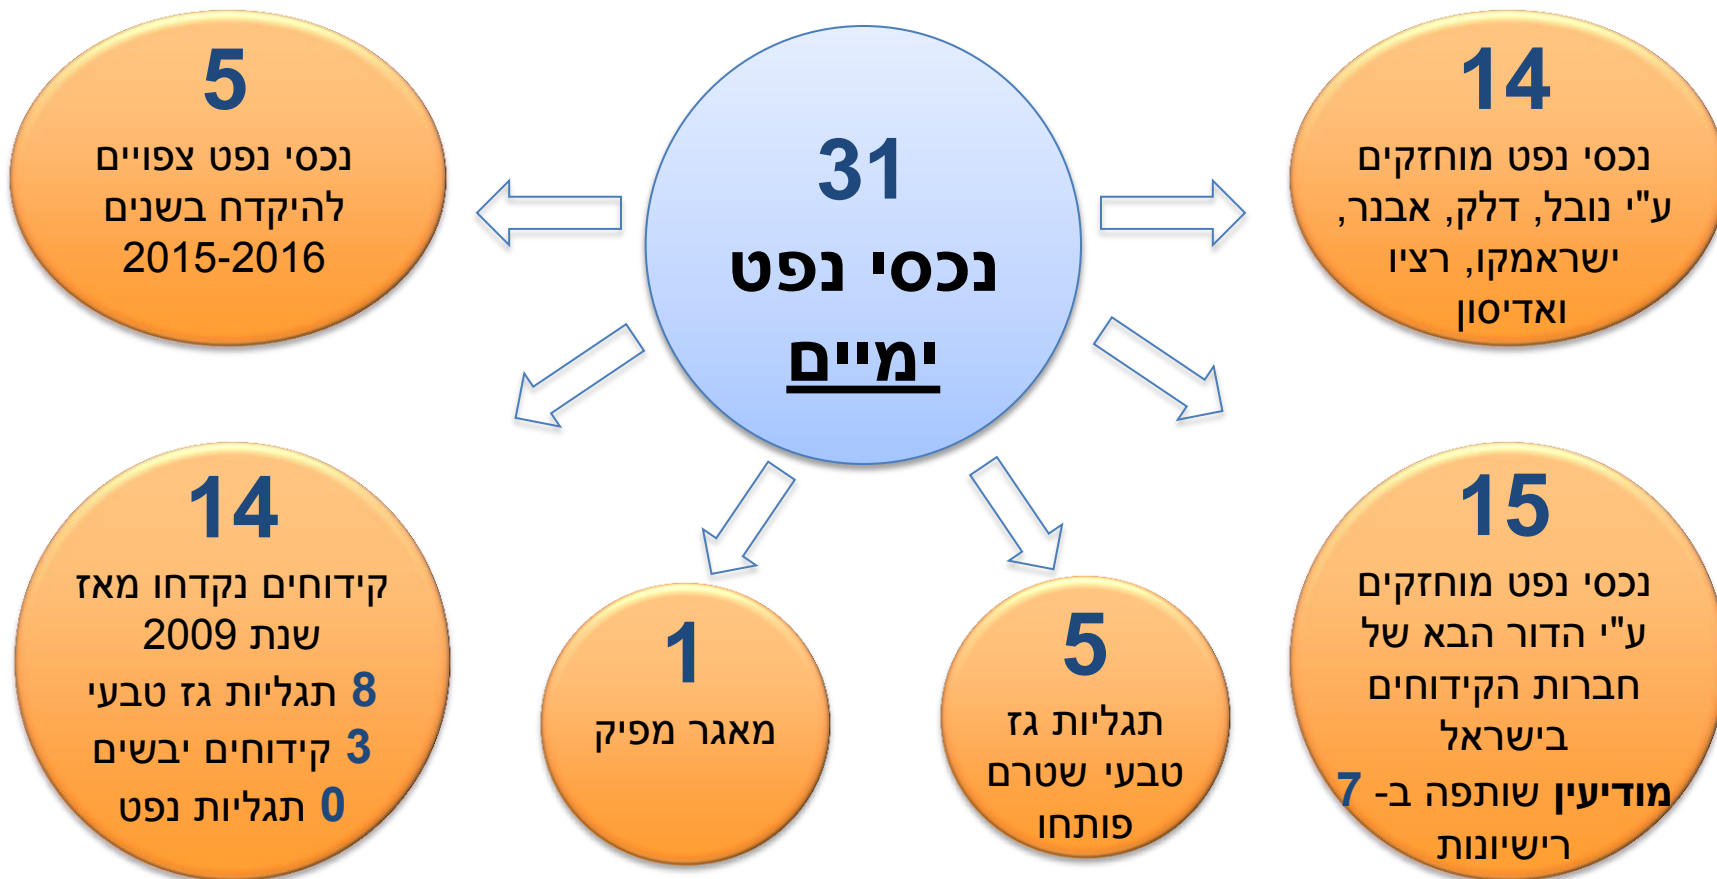 31
נכסי נפט
ימיים
14
נכסי נפט מוחזקים
ע"י נובל, דלק, אבנר,
ישראמקו, רציו
ואדיסון
15
נכסי נפט מוחזקים
ע"י הדור הבא של
חברות הקידוחים
בישראל
מודיעין שותפה ב- 7
רישיונות
5
תגליות גז
טבעי שטרם
פותחו
1
מאגר מפיק
14
קידוחים נקדחו מאז
שנת 2009
8 תגליות גז טבעי
3 קידוחים יבשים
0 תגליות נפט
5
נכסי נפט צפויים
להיקדח בשנים
2015-2016